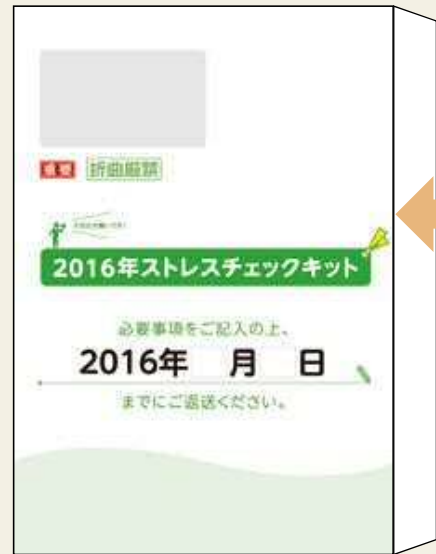 重要 折曲厳禁
2016年ストレスチェックキット
必要事項をご記入の上、
2016年 月 日
までにご返送ください。